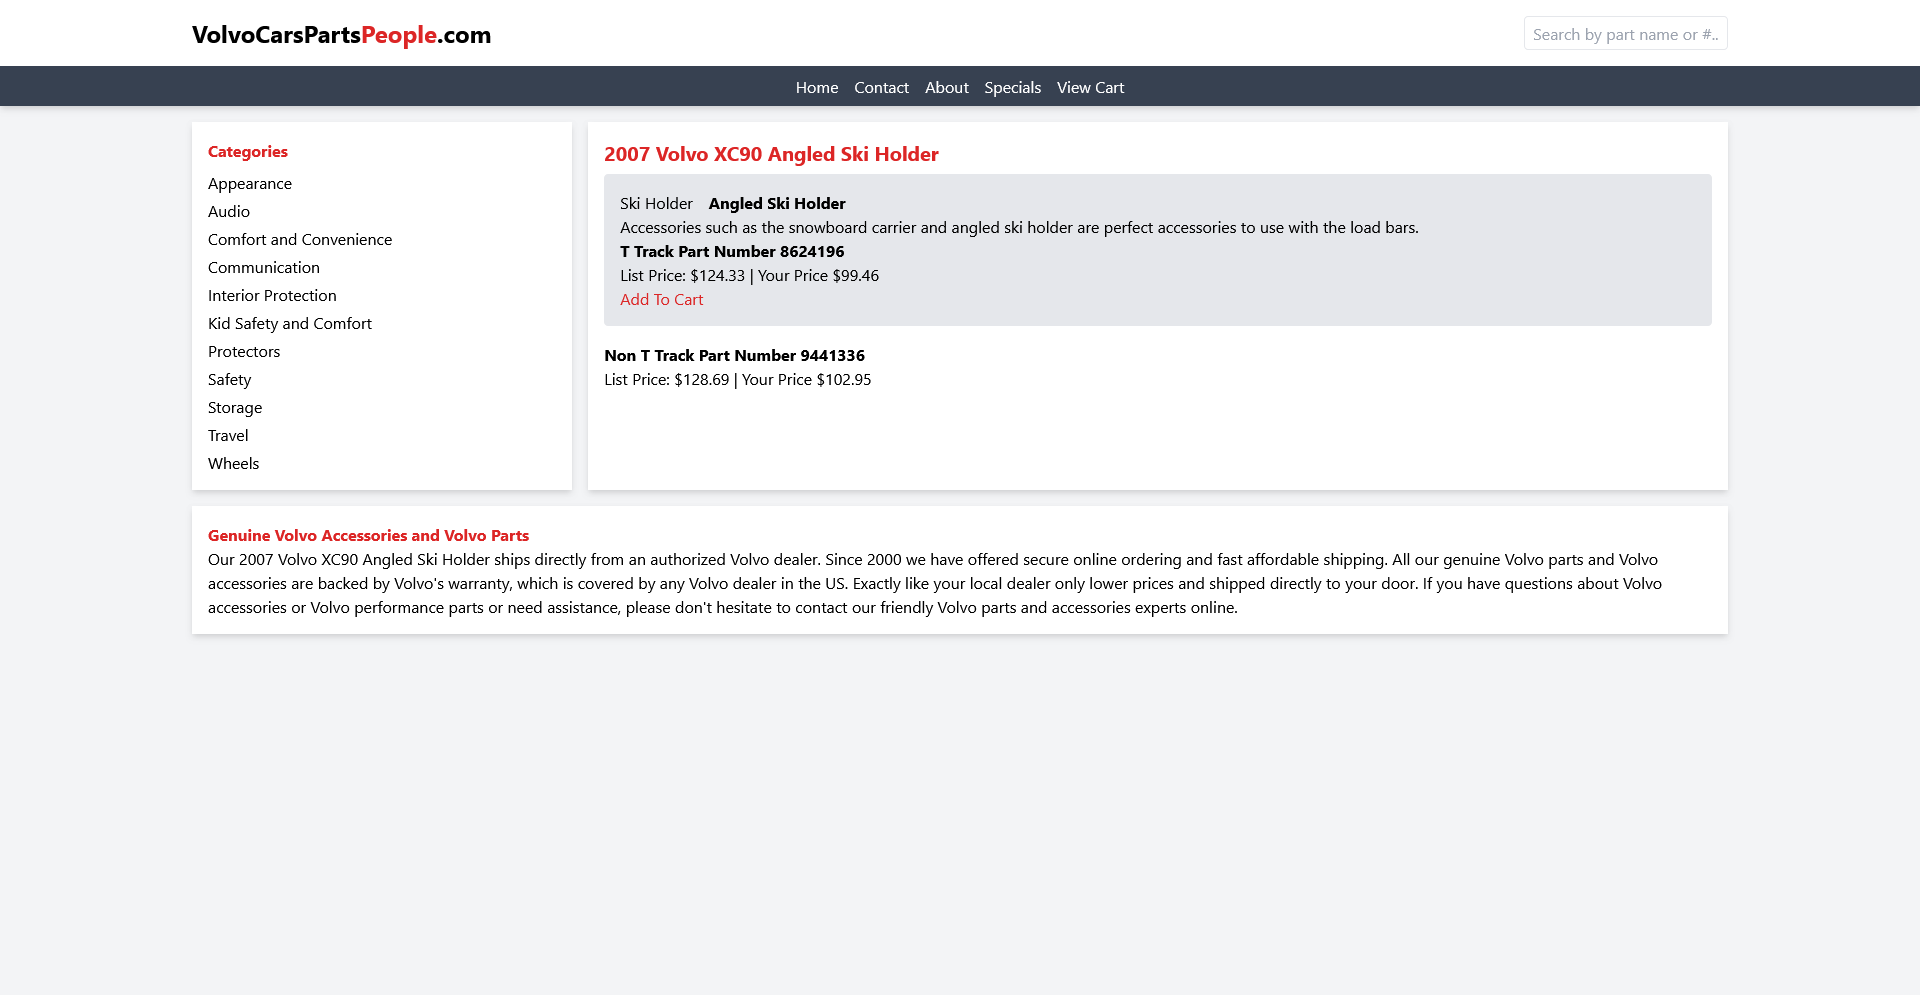 VolvoCarsPartsPeople.com
Search by part name or #..
Home Contact About Specials View Cart
Categories
Appearance
Audio
Comfort and Convenience
Communication
Interior Protection
Kid Safety and Comfort
Protectors
Safety
Storage
Travel
Wheels
2007 Volvo XC90 Angled Ski Holder
Ski Holder Angled Ski Holder
Accessories such as the snowboard carrier and angled ski holder are perfect accessories to use with the load bars.
T Track Part Number 8624196
List Price: $124.33 | Your Price $99.46
Add To Cart
Non T Track Part Number 9441336
List Price: $128.69 | Your Price $102.95
Genuine Volvo Accessories and Volvo Parts
Our 2007 Volvo XC90 Angled Ski Holder ships directly from an authorized Volvo dealer. Since 2000 we have offered secure online ordering and fast affordable shipping. All our genuine Volvo parts and Volvo
accessories are backed by Volvo's warranty, which is covered by any Volvo dealer in the US. Exactly like your local dealer only lower prices and shipped directly to your door. If you have questions about Volvo
accessories or Volvo performance parts or need assistance, please don't hesitate to contact our friendly Volvo parts and accessories experts online.